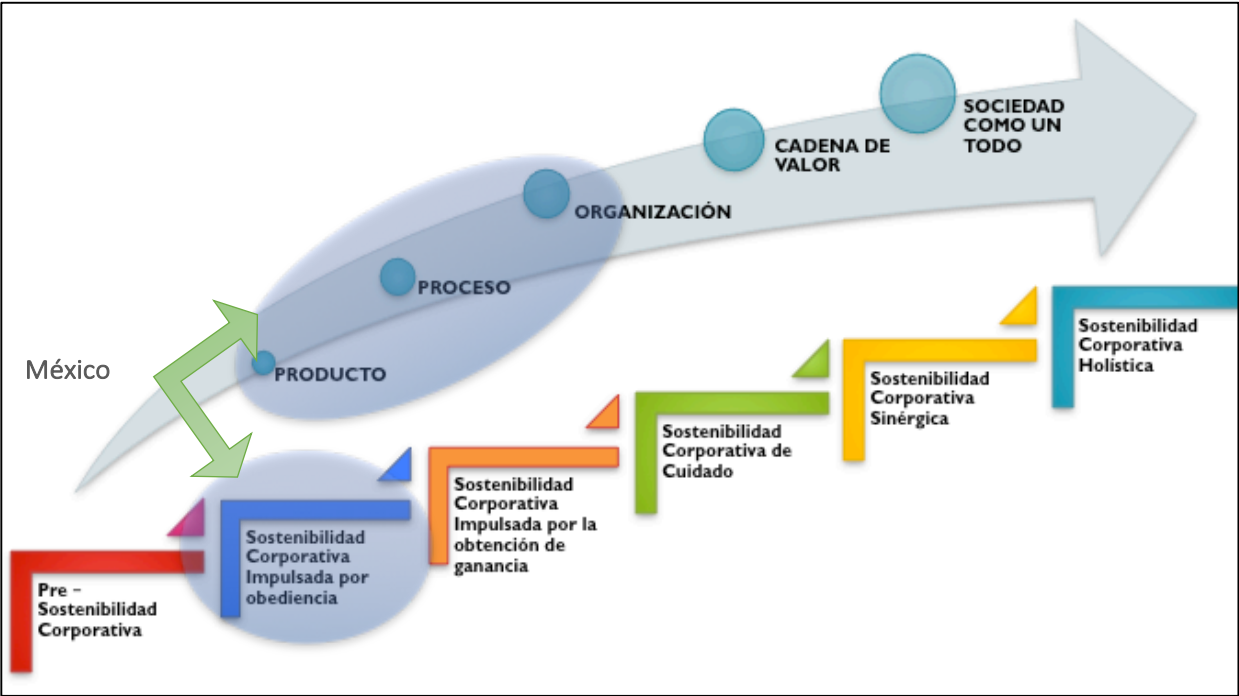 SOCIEDAD
COMO UN
TODO
CADENA DE
VALOR
ORGANIZACIÓN
PROCESO
PRODUCTO
México
Pre –
Sostenibilidad
Corporativa
Sostenibilidad
Corporativa
Impulsada por
obediencia
Sostenibilidad
Corporativa
Impulsada por la
obtención de
ganancia
Sostenibilidad
Corporativa de
Cuidado
Sostenibilidad
Corporativa
Sinérgica
Sostenibilidad
Corporativa
Holística